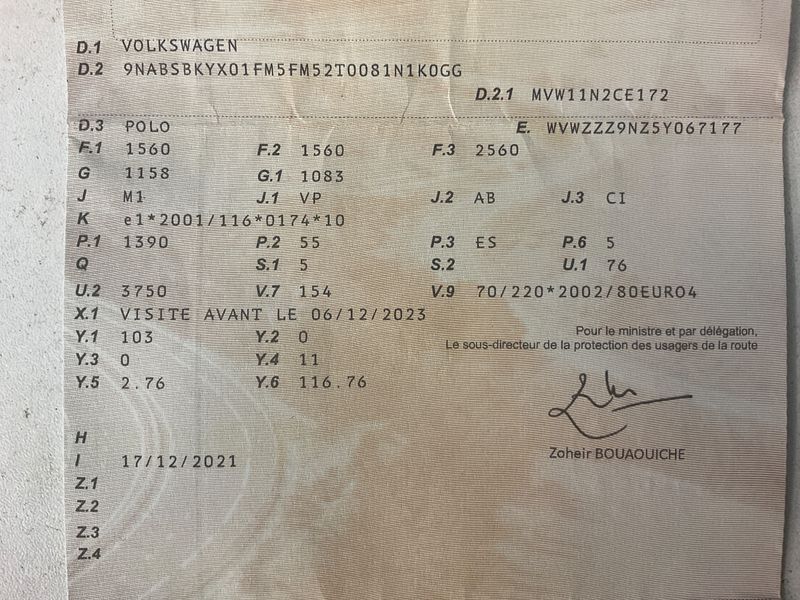 D.1 VOLKSWAGEN
D.2 9NABSBKYX01FM5FM52T0081N1K0GG
D.2.1 MVW11N2CE172
D.3 POLO E. WVWZZZ9NZ5Y067177
F.1 1560 F.2 1560 F.3 2560
G 1158 G.1 1083
J M1 J.1 VP J.2 AB J.3 CI
K e1*2001/116*0174*10
P.1 1390 P.2 55 P.3 ES P.6 5
Q S.1 5 S.2 U.1 76
U.2 3750 V.7 154 V.9 70/220*2002/80EURO4
X.1 VISITE AVANT LE 06/12/2023
Y.1 103 Y.2 0
Pour le ministre et par délégation,
Le sous-directeur de la protection des usagers de la route
Y.3 0 Y.4 11
Y.5 2.76 Y.6 116.76
H
Zoheir BOUAOUICHE
I 17/12/2021
Z.1
Z.2
Z.3
Z.4